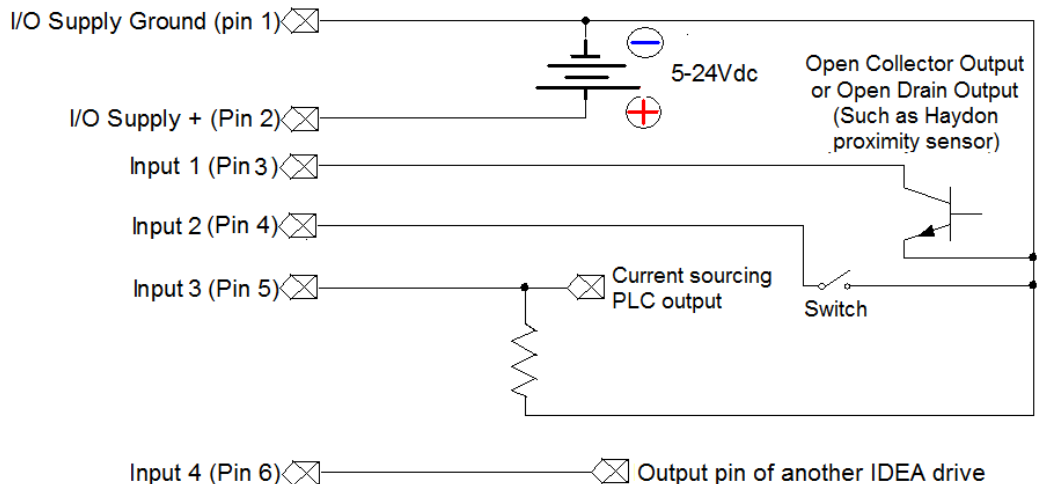 I/O Supply Ground (pin 1)
5-24Vdc
Open Collector Output
or Open Drain Output
(Such as Haydon
proximity sensor)
I/O Supply + (Pin 2)
Input 1 (Pin 3)
Input 2 (Pin 4)
Input 3 (Pin 5)
Current sourcing
PLC output
Switch
Input 4 (Pin 6)
Output pin of another IDEA drive